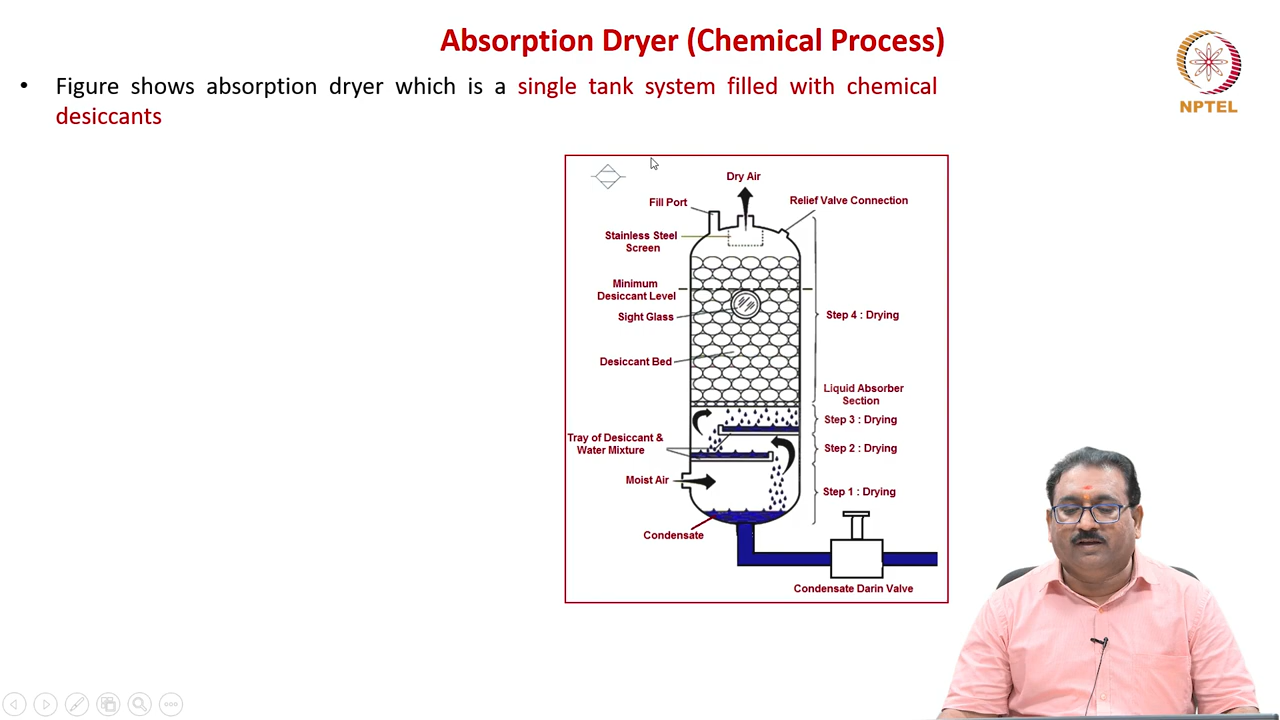 Absorption Dryer (Chemical Process)
• Figure shows absorption dryer which is a single tank system filled with chemical
desiccants
NPTEL
Dry Air
Fill Port
Relief Valve Connection
Stainless Steel
Screen
Minimum
Desiccant Level
Sight Glass
Step 4 : Drying
Desiccant Bed
Liquid Absorber
Section
Step 3 : Drying
Tray of Desiccant &
Water Mixture
Step 2 : Drying
Moist Air
Step 1 : Drying
Condensate
Condensate Darin Valve